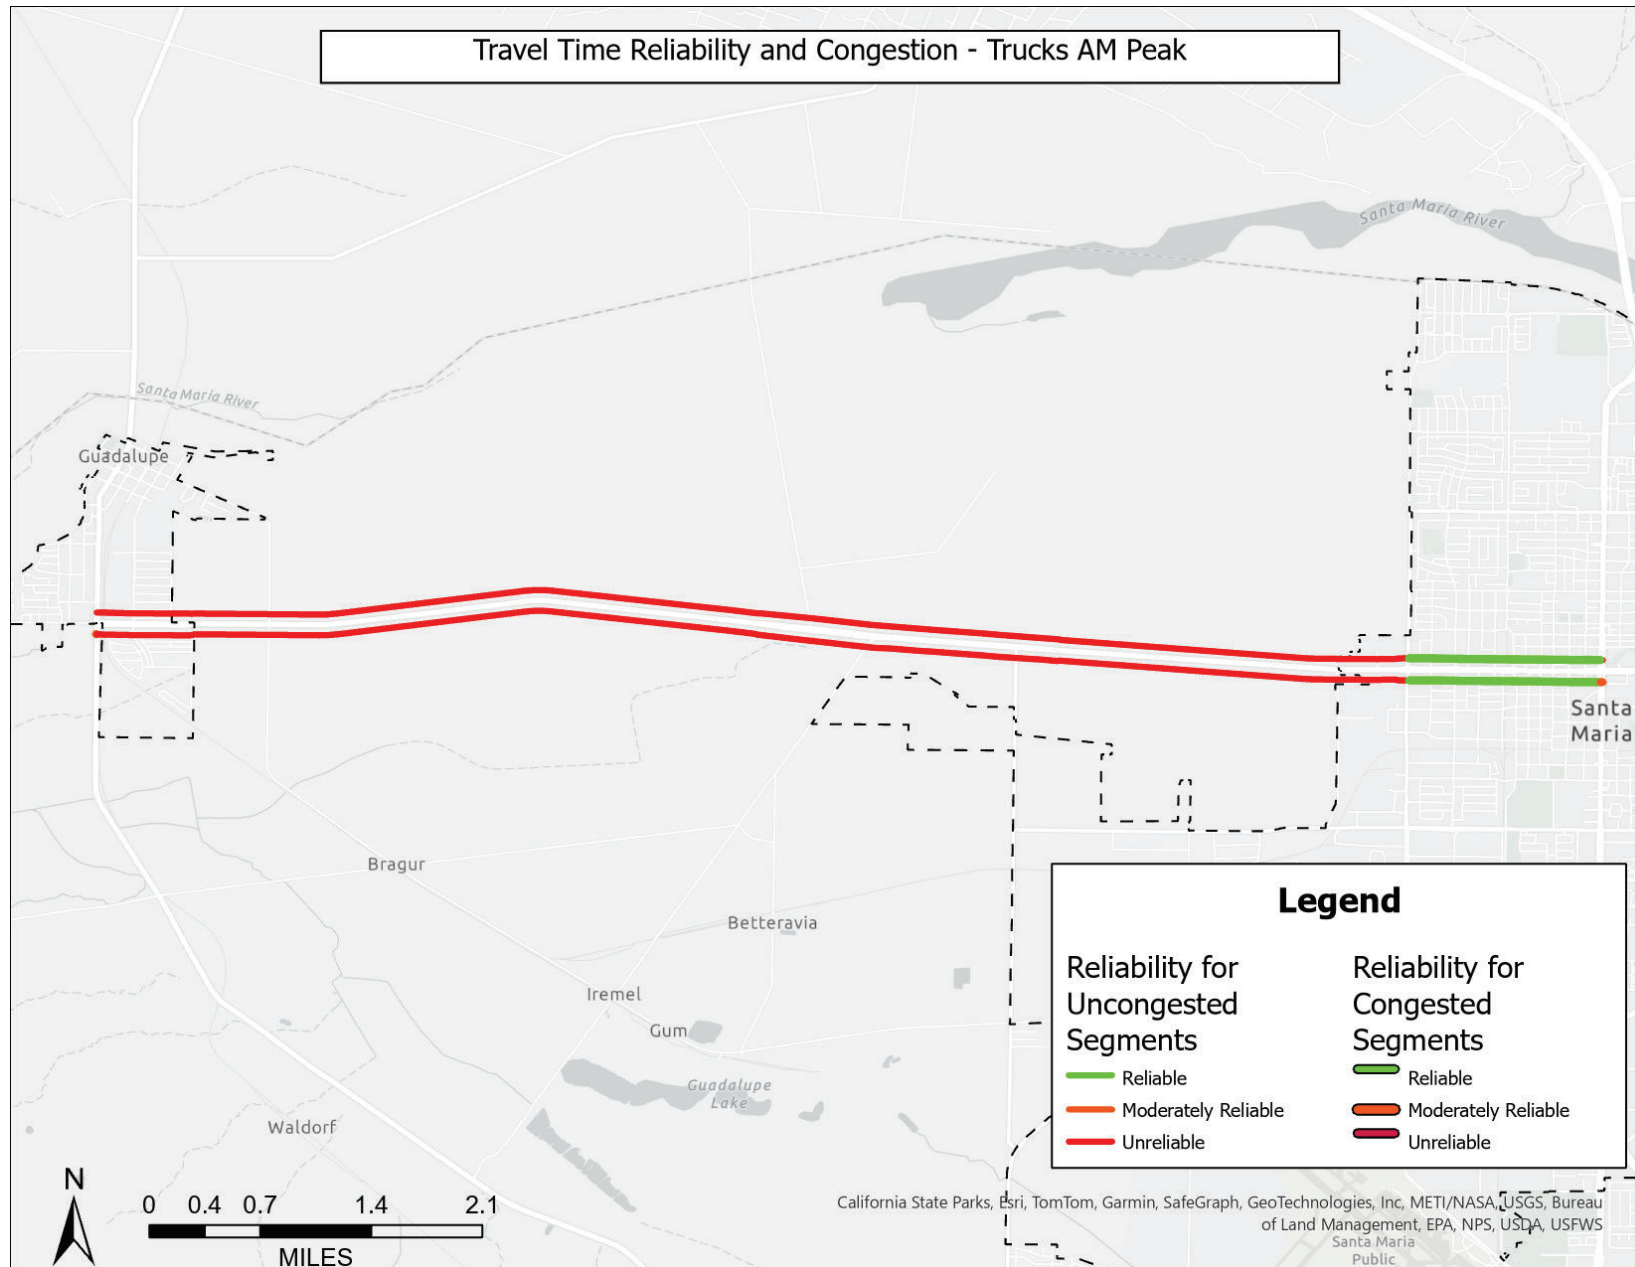 Travel Time Reliability and Congestion - Trucks AM Peak
Santa Maria River
Santa Maria River
Guadalupe
Santa
Maria
Bragur
Betteravia
Iremel
Gum
Guadalupe
Lake
Waldorf
Legend
Reliability for
Uncongested
Segments
Reliable
Moderately Reliable
Unreliable
Reliability for
Congested
Segments
Reliable
Moderately Reliable
Unreliable
N
0 0.4 0.7 1.4 2.1
MILES
California State Parks, Esri, TomTom, Garmin, SafeGraph, GeoTechnologies, Inc, METI/NASA, USGS, Bureau
of Land Management, EPA, NPS, USDA, USFWS
Santa Maria
Public